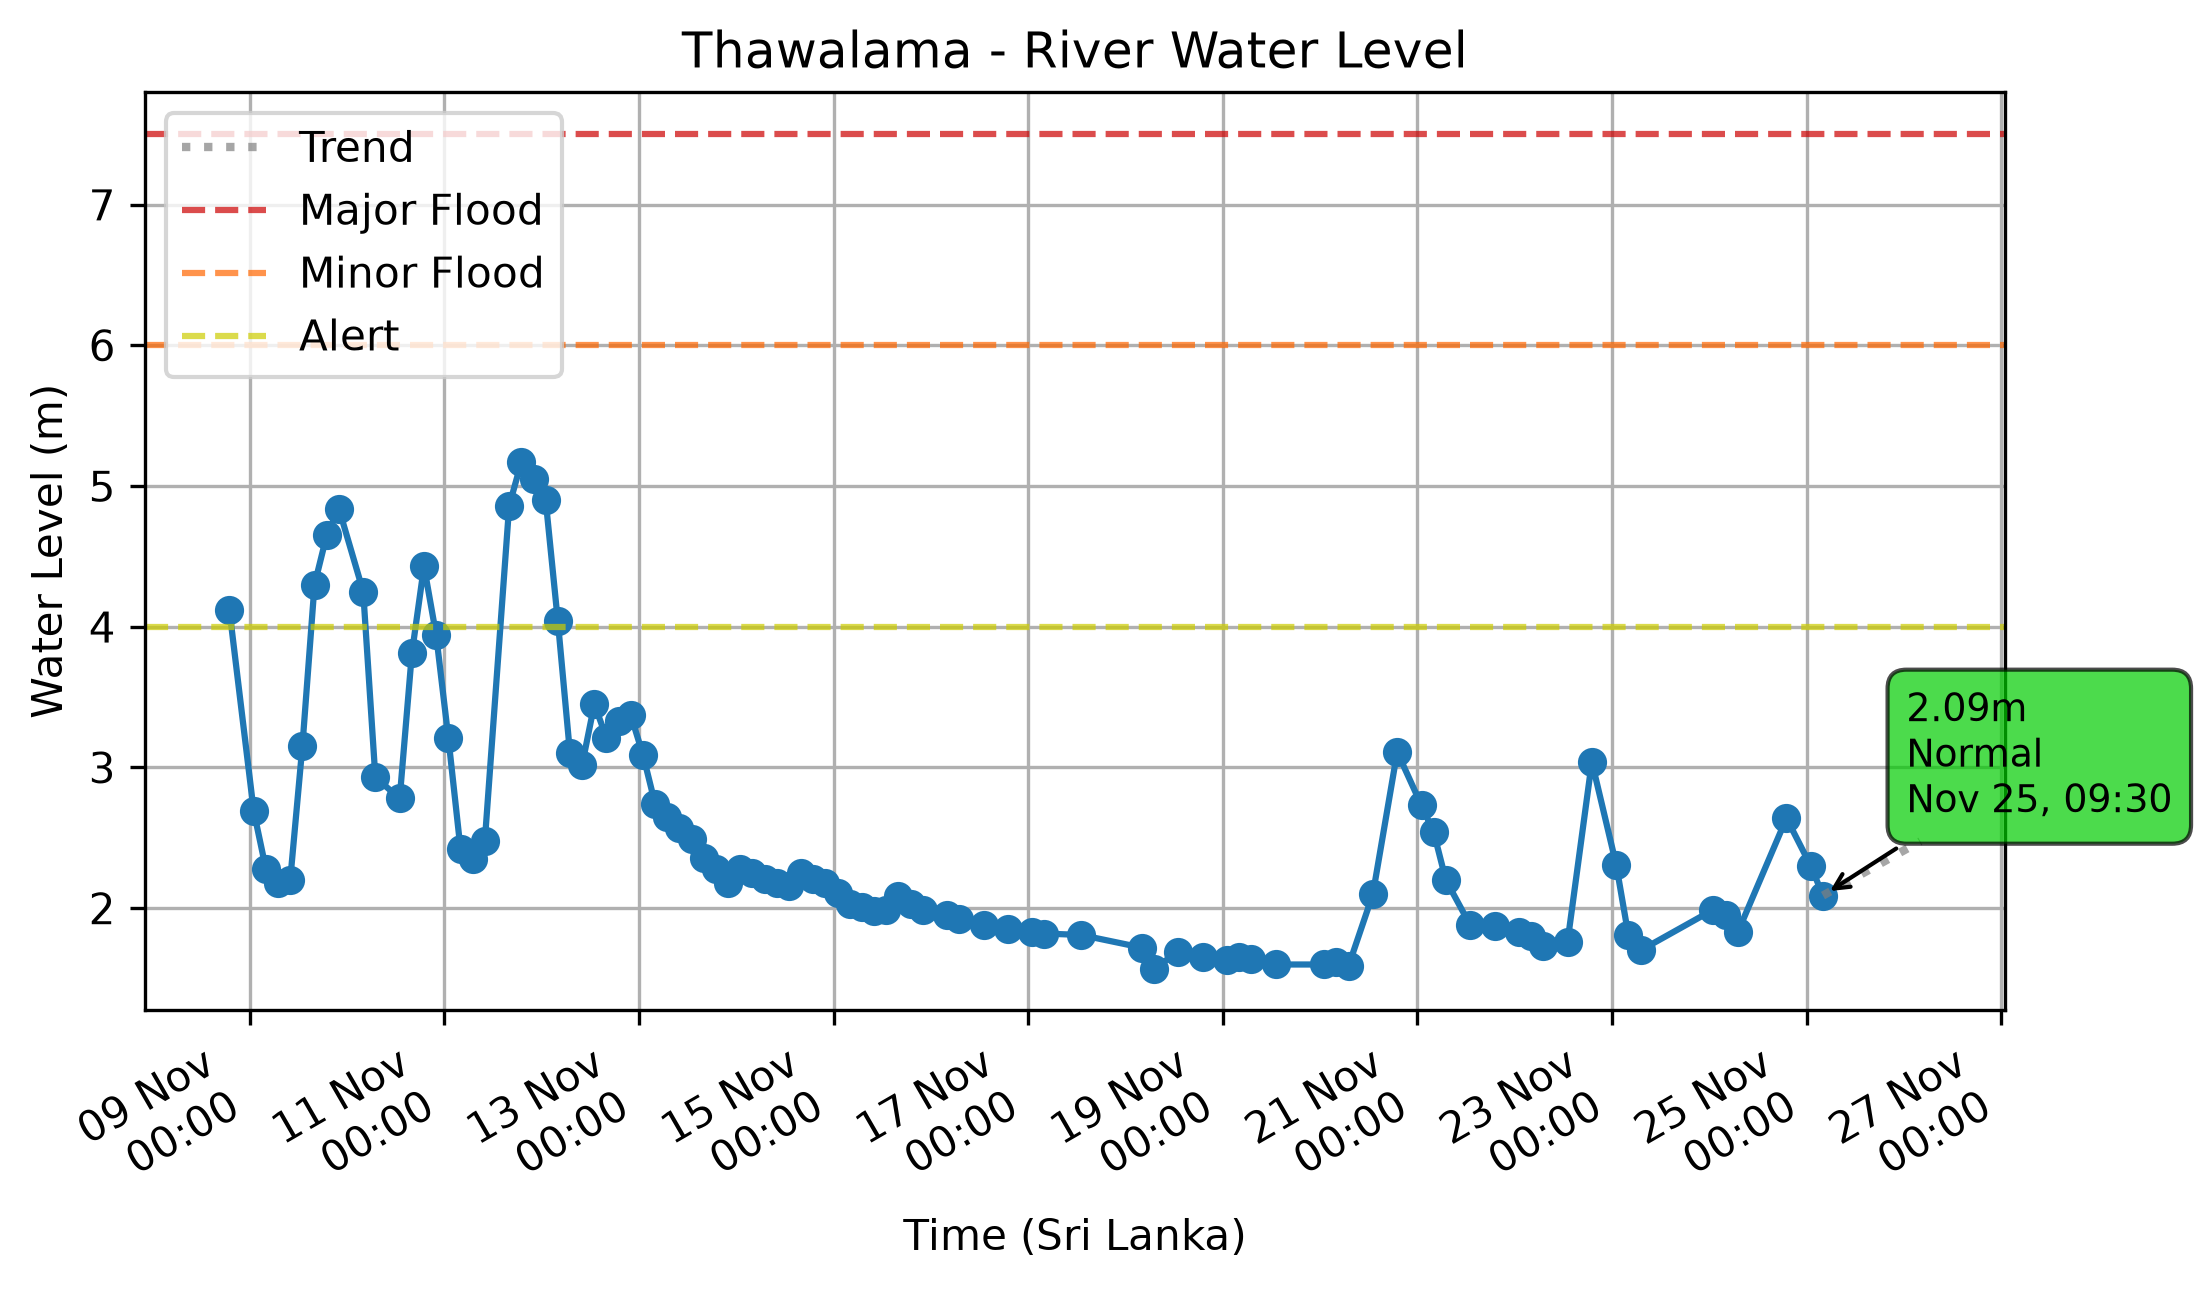 Thawalama - River Water Level
Trend
Major Flood
Minor Flood
Alert
Water Level (m)
7
6
5
4
3
2
2.09m
Normal
Nov 25, 09:30
09 Nov
00:00
11 Nov
00:00
13 Nov
00:00
15 Nov
00:00
17 Nov
00:00
19 Nov
00:00
21 Nov
00:00
23 Nov
00:00
25 Nov
00:00
27 Nov
00:00
Time (Sri Lanka)